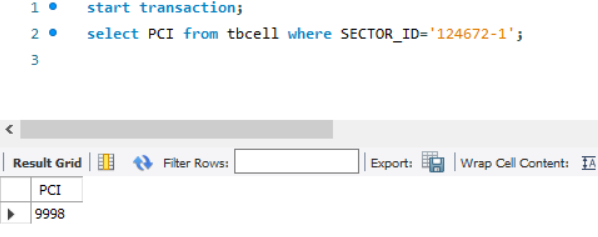 1 start transaction;
2 select PCI from tbcell where SECTOR_ID='124672-1';
3
Result Grid Filter Rows: Export: Wrap Cell Content: IA
PCI
9998